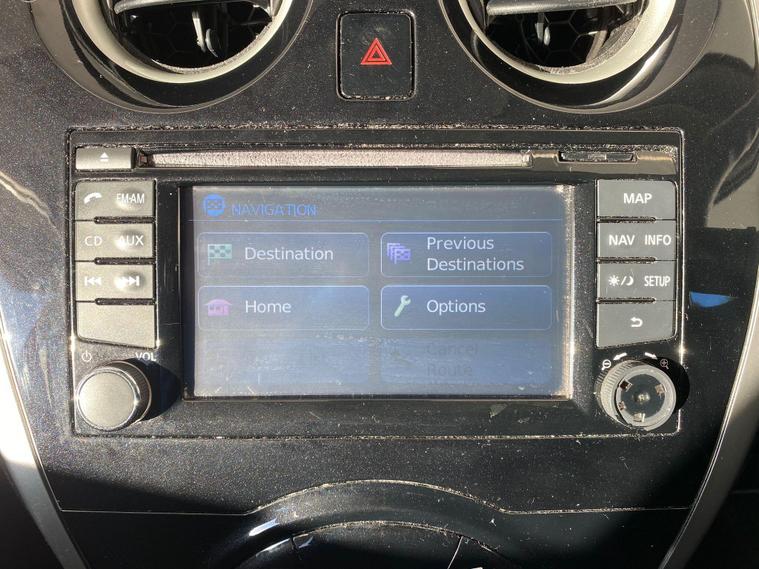 FM·AM
MAP
CD AUX
NAV INFO
SETUP
VOL
NAVIGATION
Destination
Previous
Destinations
Home
Options
Cancel
Route